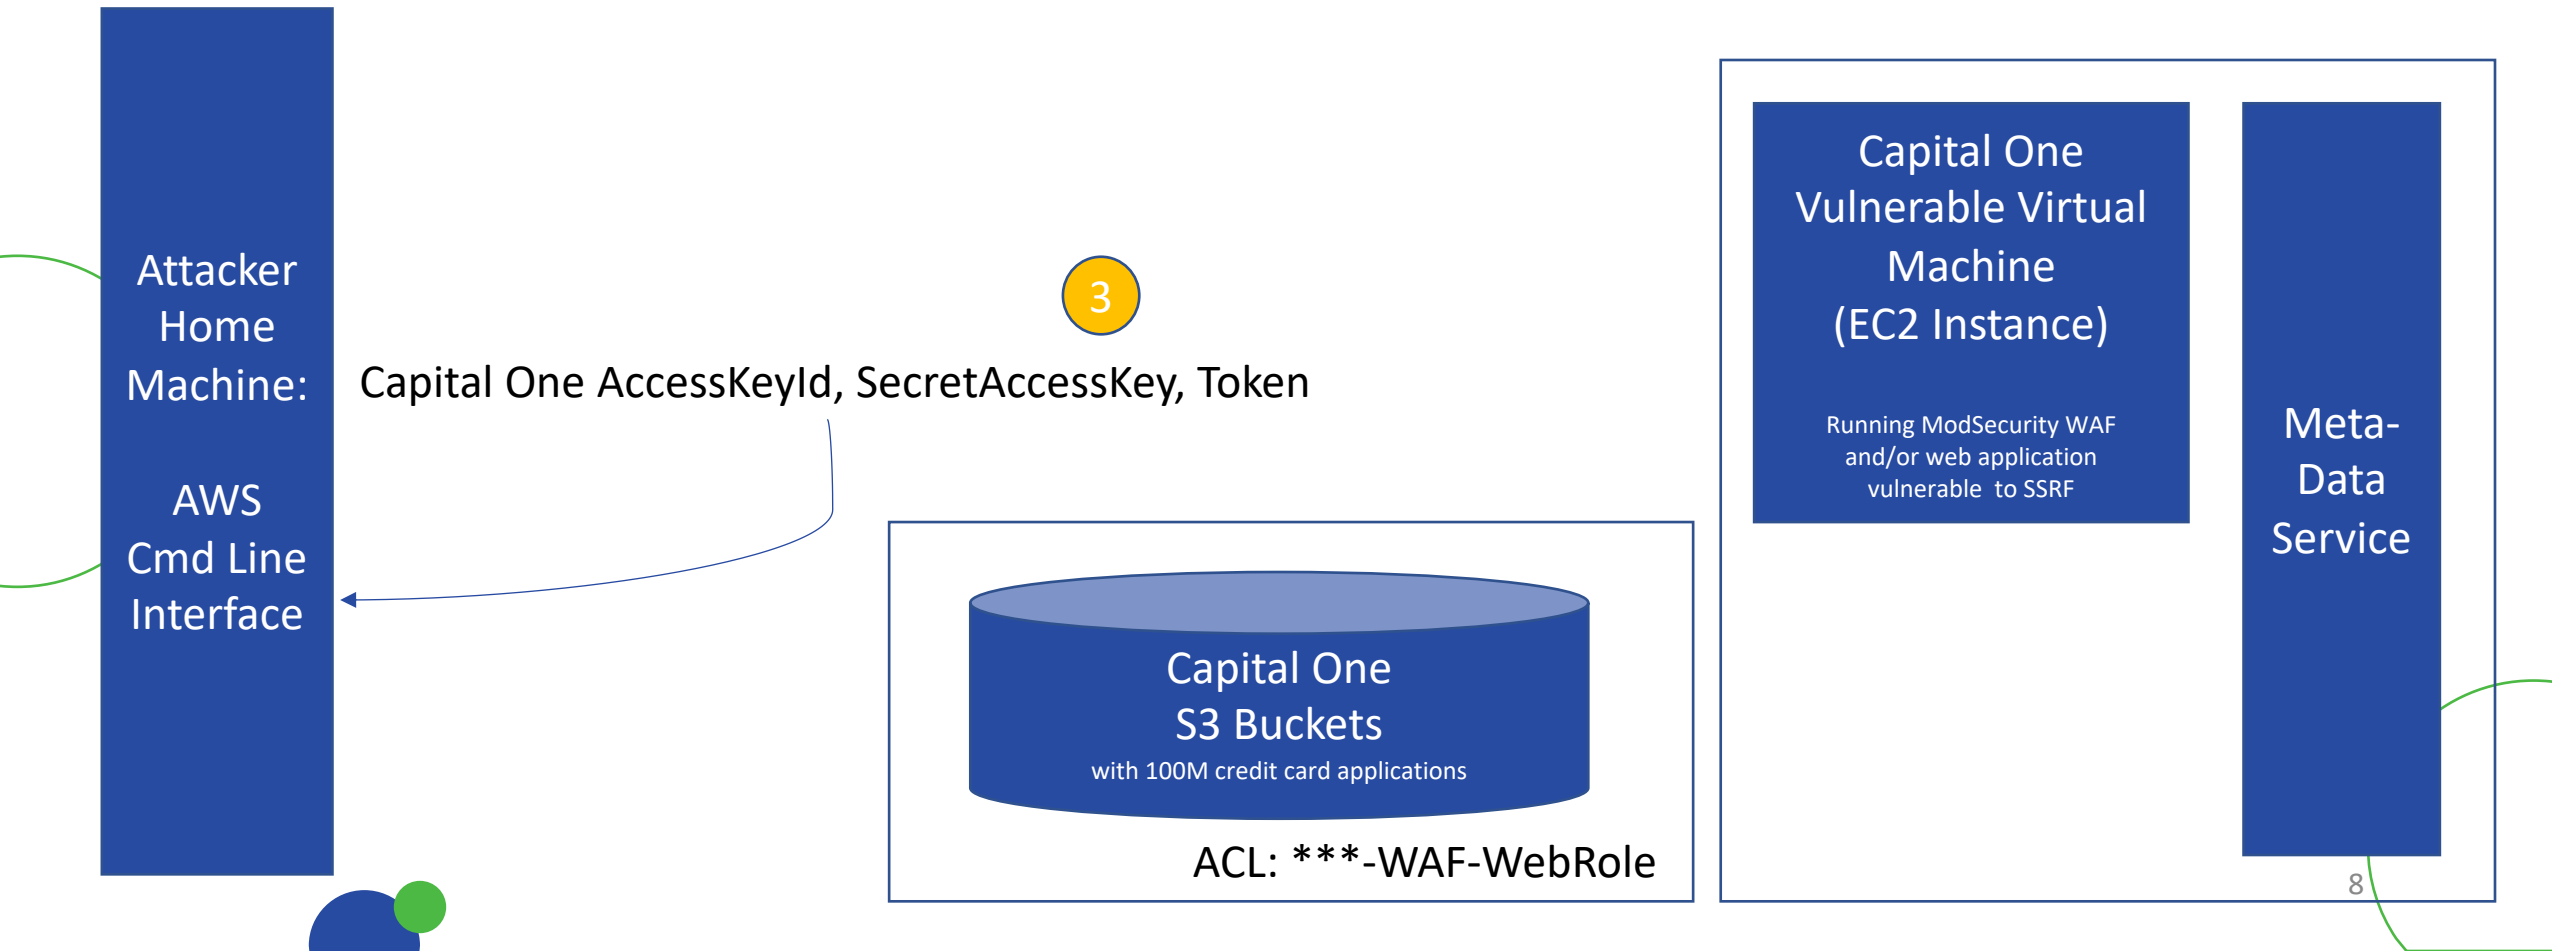 Attacker
Home
Machine:
AWS
Cmd Line
Interface
3
Capital One AccessKeyId, SecretAccessKey, Token
Capital One
S3 Buckets
with 100M credit card applications
ACL: ***-WAF-WebRole
Capital One
Vulnerable Virtual
Machine
(EC2 Instance)
Running ModSecurity WAF
and/or web application
vulnerable  to SSRF
Meta-
Data
Service
8